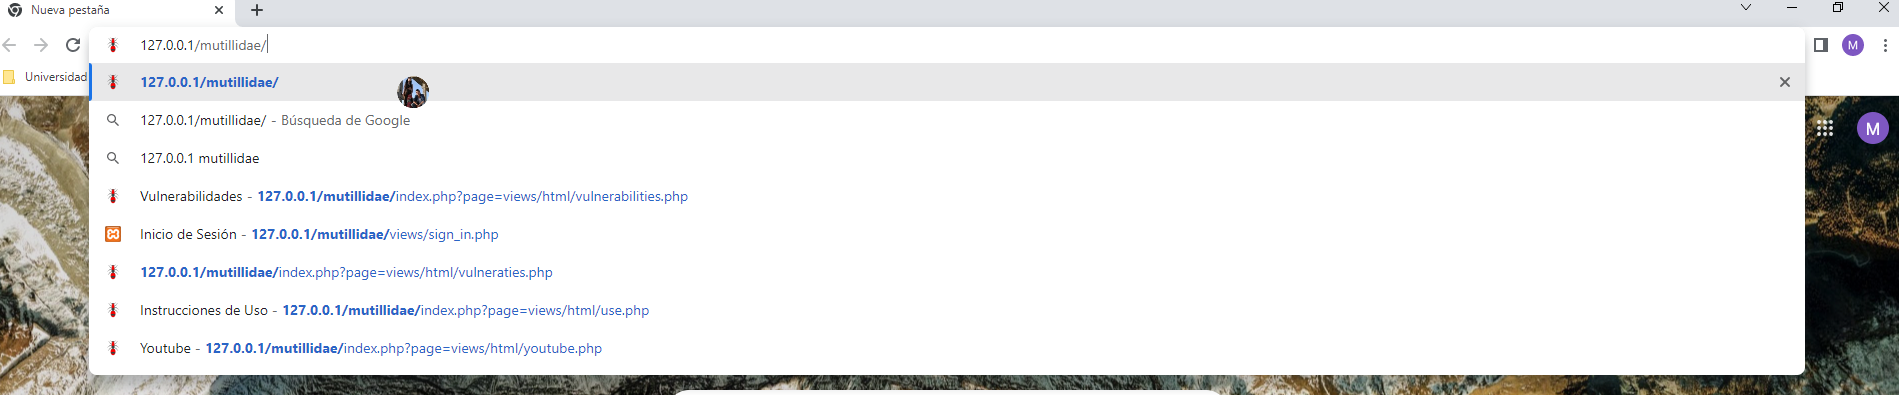 Nueva pestaña
127.0.0.1/mutillidae/
M
Universidad
127.0.0.1/mutillidae/
127.0.0.1/mutillidae/ - Búsqueda de Google
M
127.0.0.1 mutillidae
Vulnerabilidades - 127.0.0.1/mutillidae/index.php?page=views/html/vulnerabilities.php
Inicio de Sesión - 127.0.0.1/mutillidae/views/sign_in.php
127.0.0.1/mutillidae/index.php?page=views/html/vulneraties.php
Instrucciones de Uso - 127.0.0.1/mutillidae/index.php?page=views/html/use.php
Youtube - 127.0.0.1/mutillidae/index.php?page=views/html/youtube.php